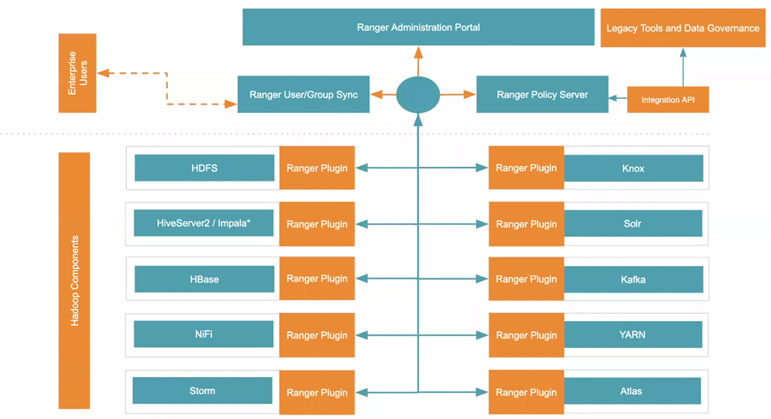 Ranger Administration Portal
Legacy Tools and Data Governance
Enterprise
Users
Ranger User/Group Sync
Ranger Policy Server
Integration API
Hadoop Components
HDFS
Ranger Plugin
Ranger Plugin
Knox
HiveServer2 / Impala*
Ranger Plugin
Ranger Plugin
Solr
HBase
Ranger Plugin
Ranger Plugin
Kafka
NiFi
Ranger Plugin
Ranger Plugin
YARN
Storm
Ranger Plugin
Ranger Plugin
Atlas